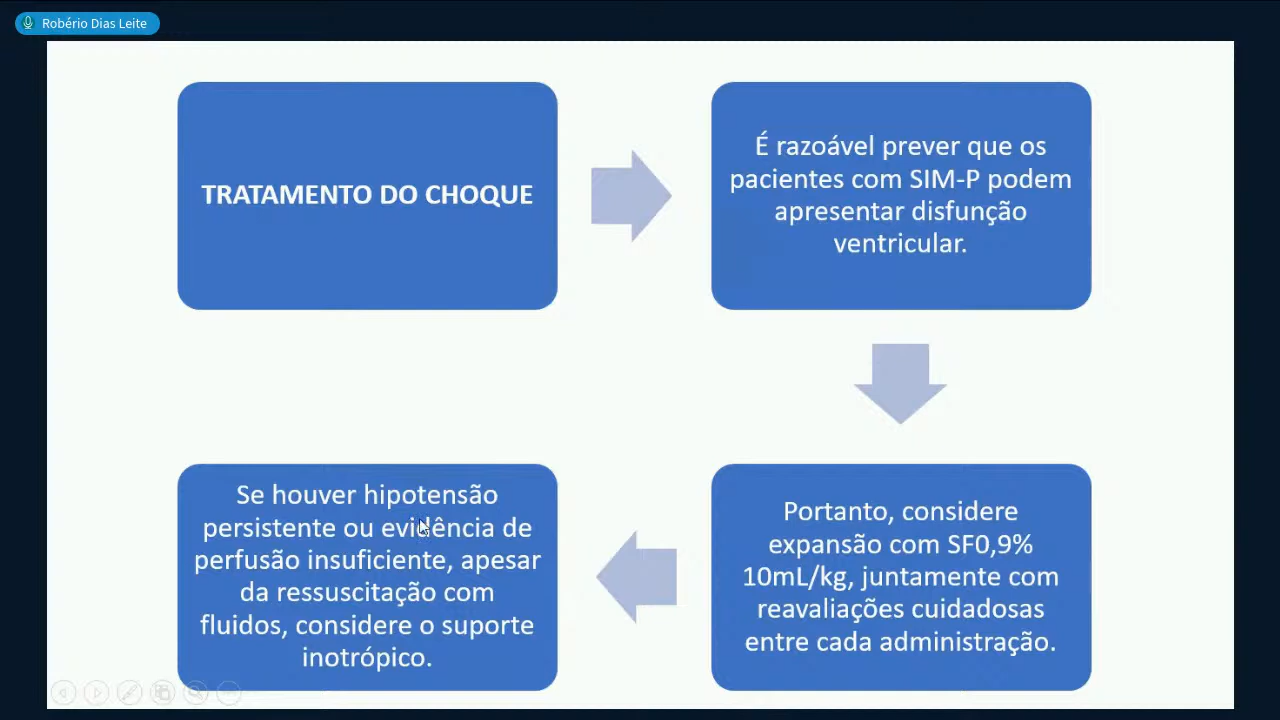 Robério Dias Leite
TRATAMENTO DO CHOQUE
É razoável prever que os
pacientes com SIM-P podem
apresentar disfunção
ventricular.
Portanto, considere
expansão com SF0,9%
10mL/kg, juntamente com
reavaliações cuidadosas
entre cada administração.
Se houver hipotensão
persistente ou evidência de
perfusão insuficiente, apesar
da ressuscitação com
fluidos, considere o suporte
inotrópico.